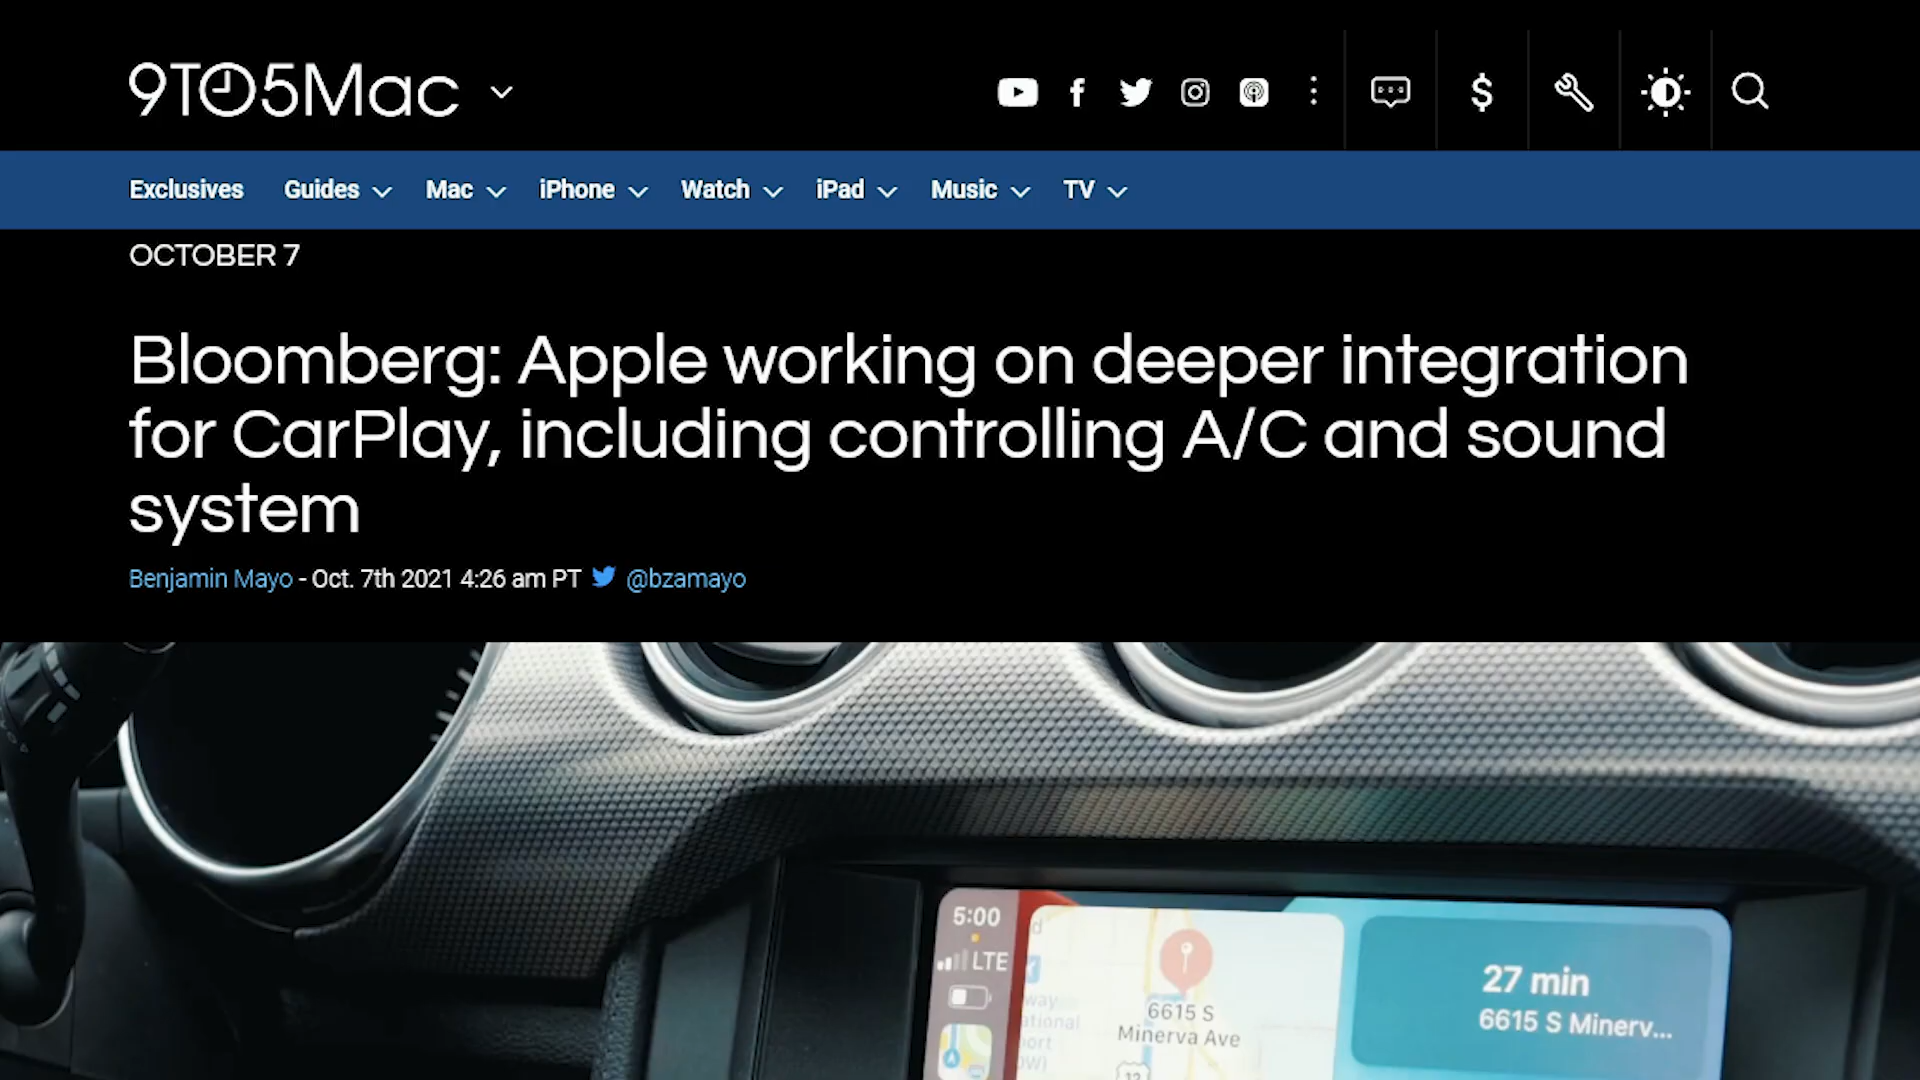 9TO5Mac
Exclusives Guides Mac iPhone Watch iPad Music TV
OCTOBER 7
Bloomberg: Apple working on deeper integration
for CarPlay, including controlling A/C and sound
system
Benjamin Mayo - Oct. 7th 2021 4:26 am PT @bzamayo
5:00
LTE
6615 S
Minerva Ave
27 min
6615 S Minerv...